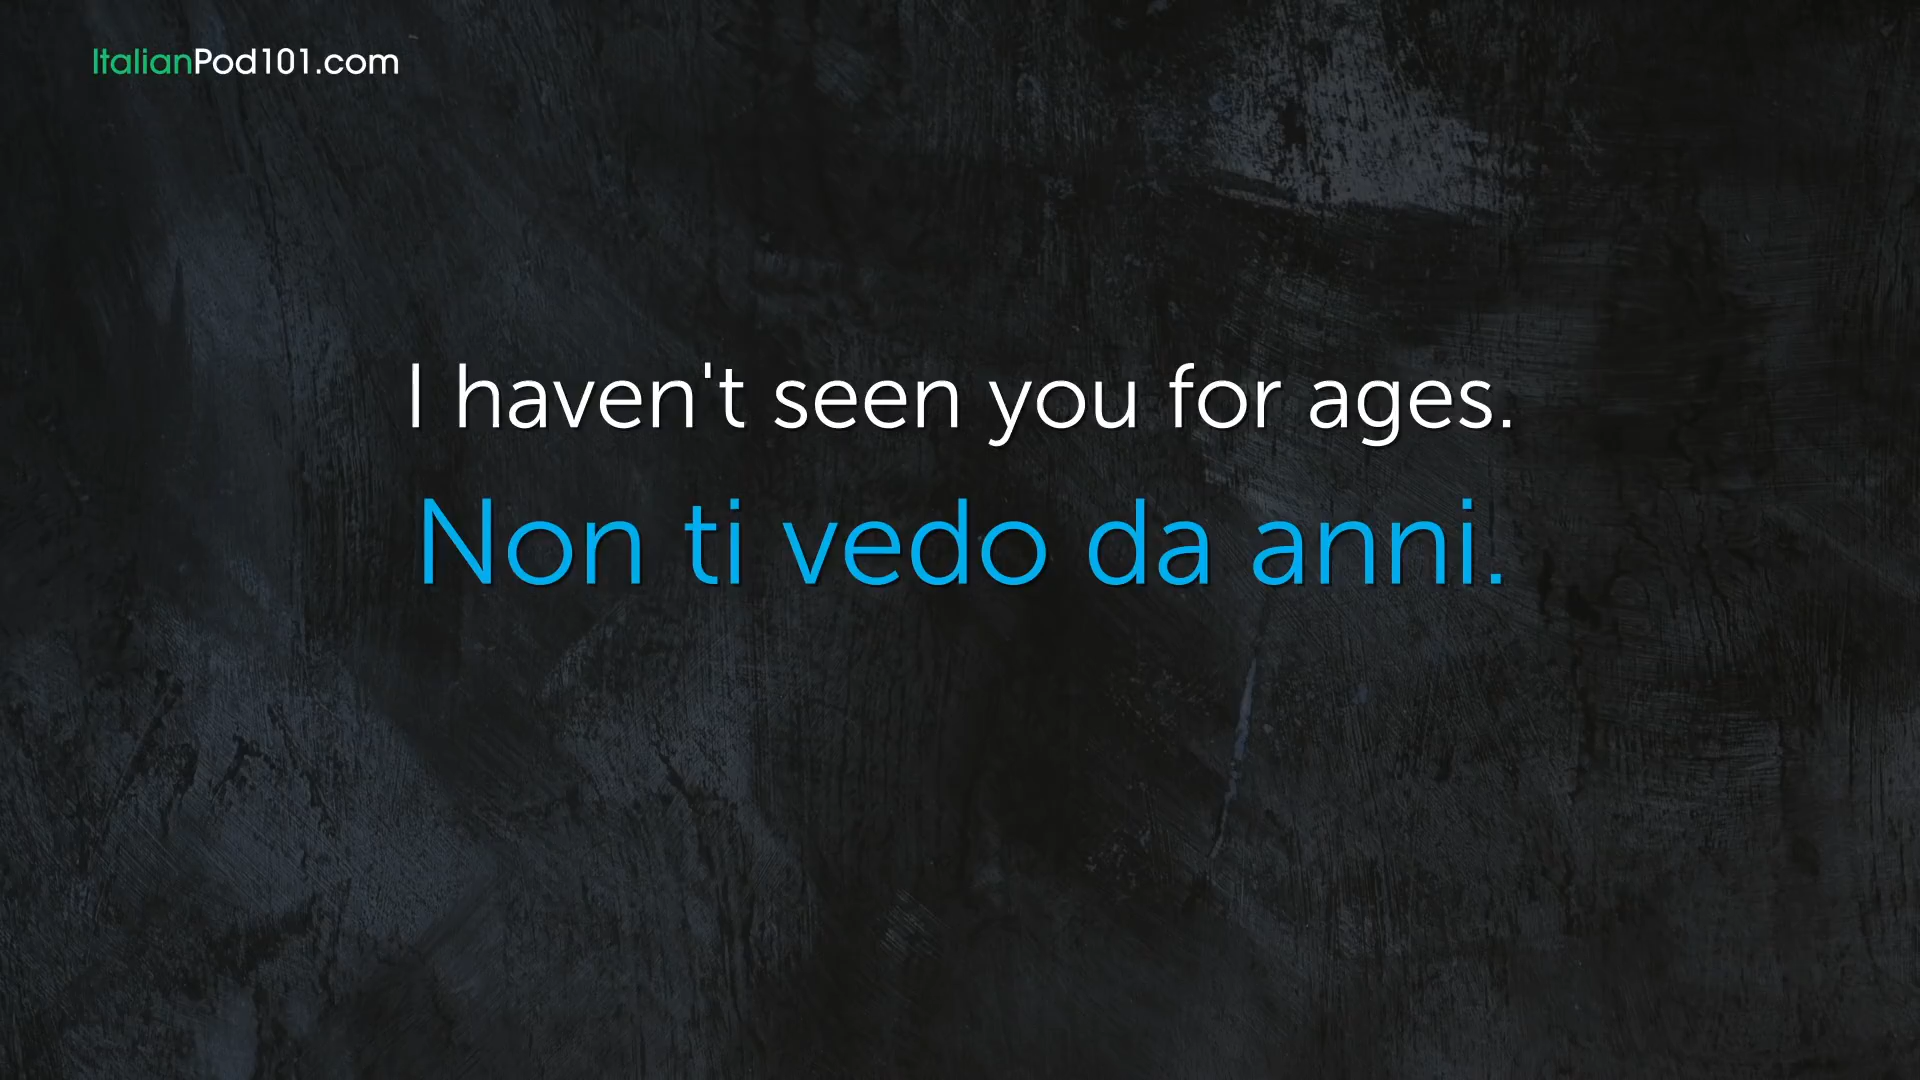 ItalianPod101.com
I haven't seen you for ages.
Non ti vedo da anni.